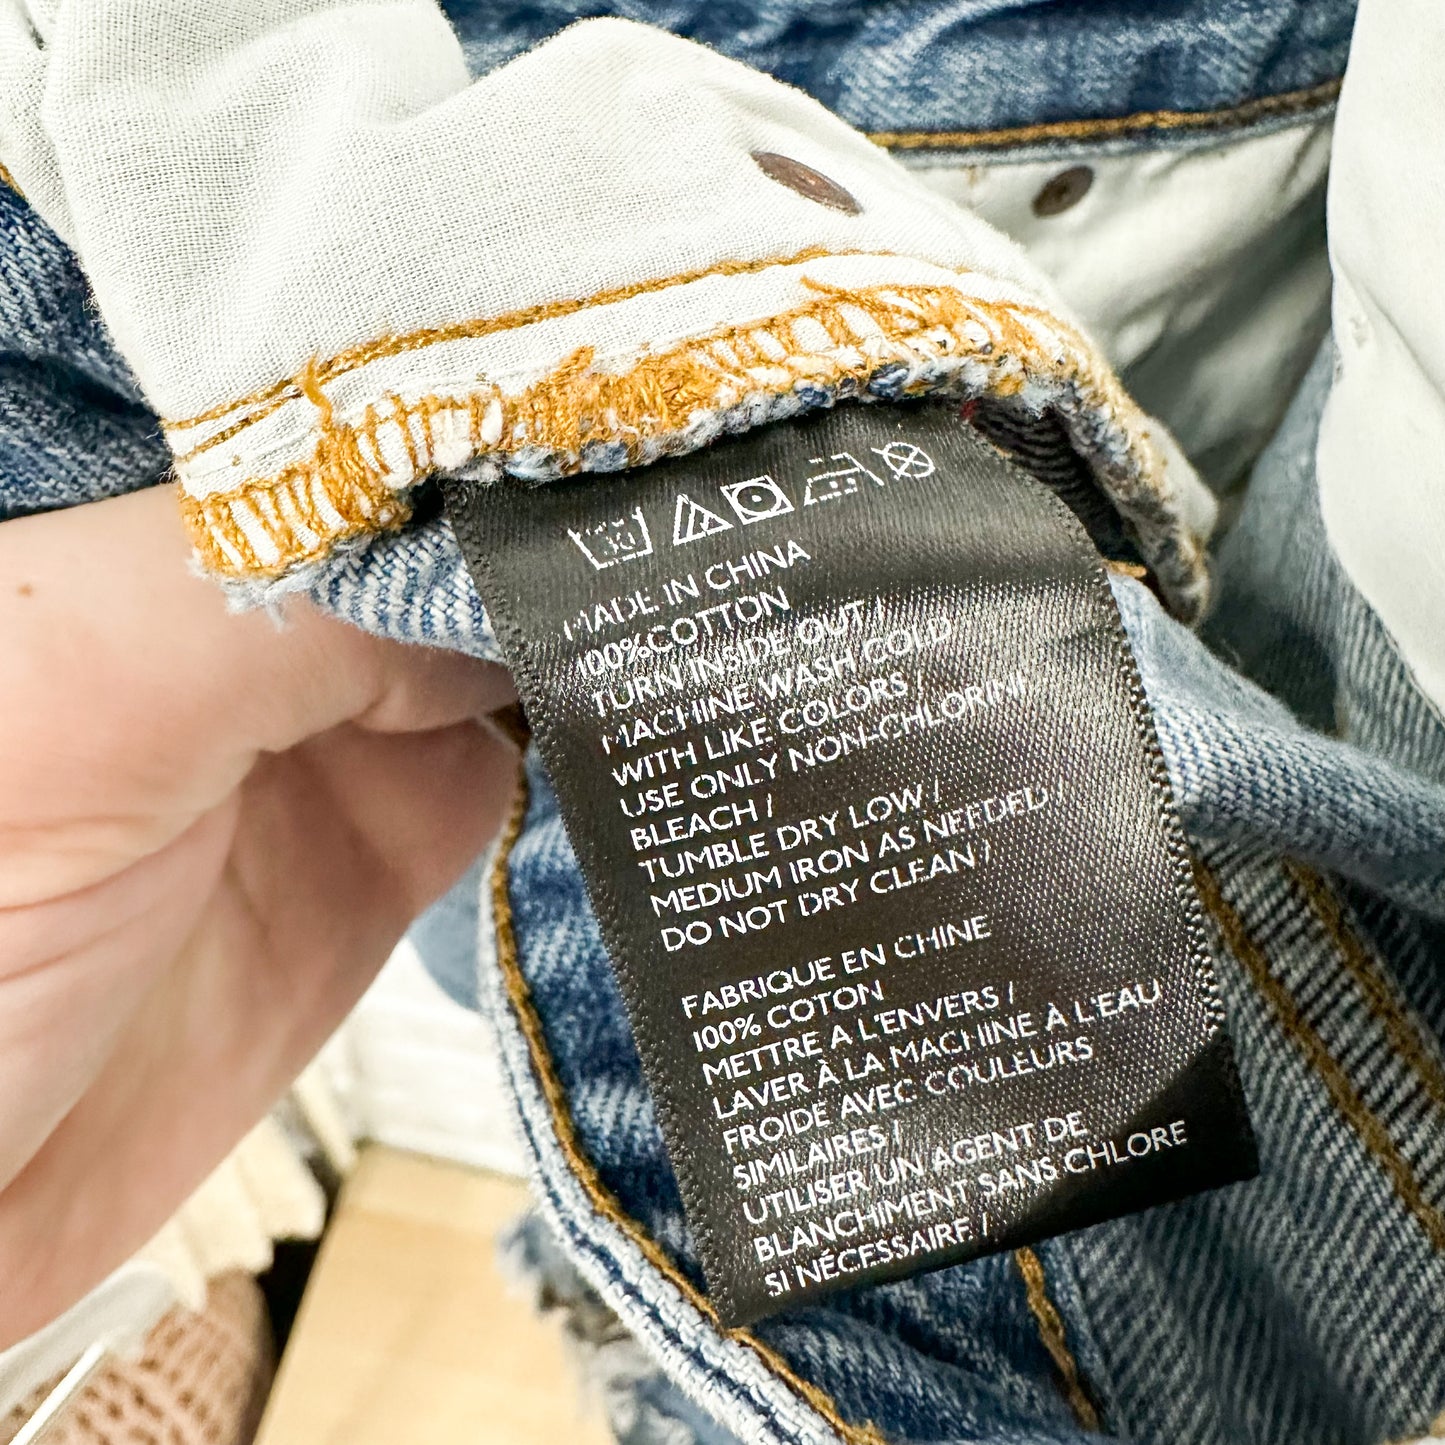 30
MADE IN CHINA
100%COTTON
TURN INSIDE OUT /
MACHINE WASH COLD
WITH LIKE COLORS /
USE ONLY NON-CHLORINE
BLEACH /
TUMBLE DRY LOW /
MEDIUM IRON AS NEEDED
DO NOT DRY CLEAN /
FABRIQUE EN CHINE
100% COTON
METTRE A L'ENVERS /
LAVER À LA MACHINE A L'EAU
FROIDE AVEC COULEURS
SIMILAIRES /
UTILISER UN AGENT DE
BLANCHIMENT SANS CHLORE
SI NÉCESSAIRE /